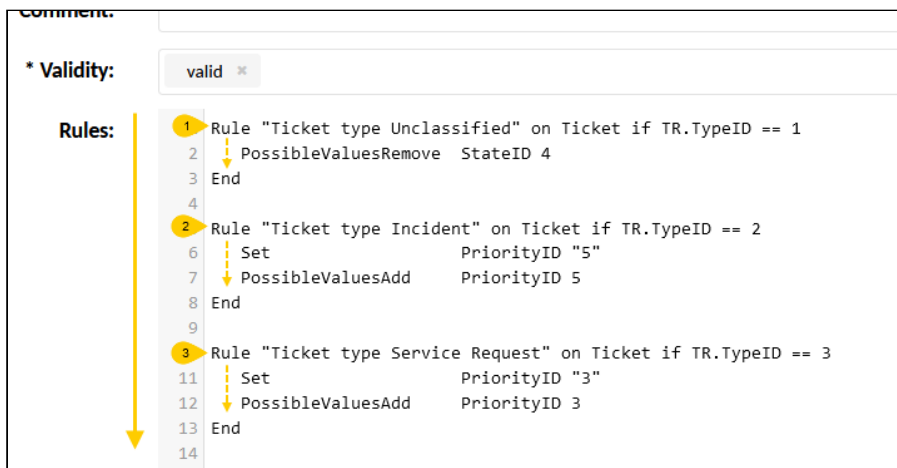 Comment:
* Validity: valid ×
Rules:
1 Rule "Ticket type Unclassified" on Ticket if TR.TypeID == 1
2 PossibleValuesRemove StateID 4
3 End
4
2 Rule "Ticket type Incident" on Ticket if TR.TypeID == 2
6 Set PriorityID "5"
7 PossibleValuesAdd PriorityID 5
8 End
9
3 Rule "Ticket type Service Request" on Ticket if TR.TypeID == 3
11 Set PriorityID "3"
12 PossibleValuesAdd PriorityID 3
13 End
14